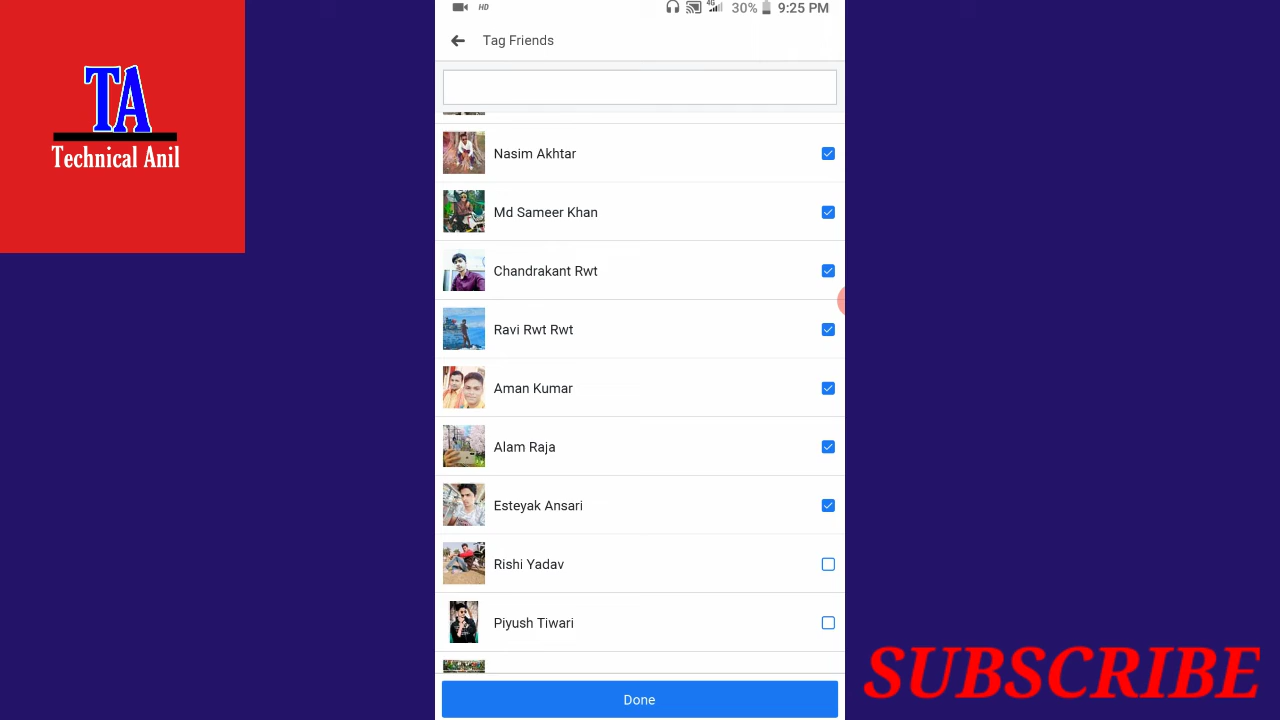 HD
4G
30%
9:25 PM
Tag Friends
TA
Technical Anil
Nasim Akhtar
Md Sameer Khan
Chandrakant Rwt
Ravi Rwt Rwt
Aman Kumar
Alam Raja
Esteyak Ansari
Rishi Yadav
Piyush Tiwari
Done
SUBSCRIBE